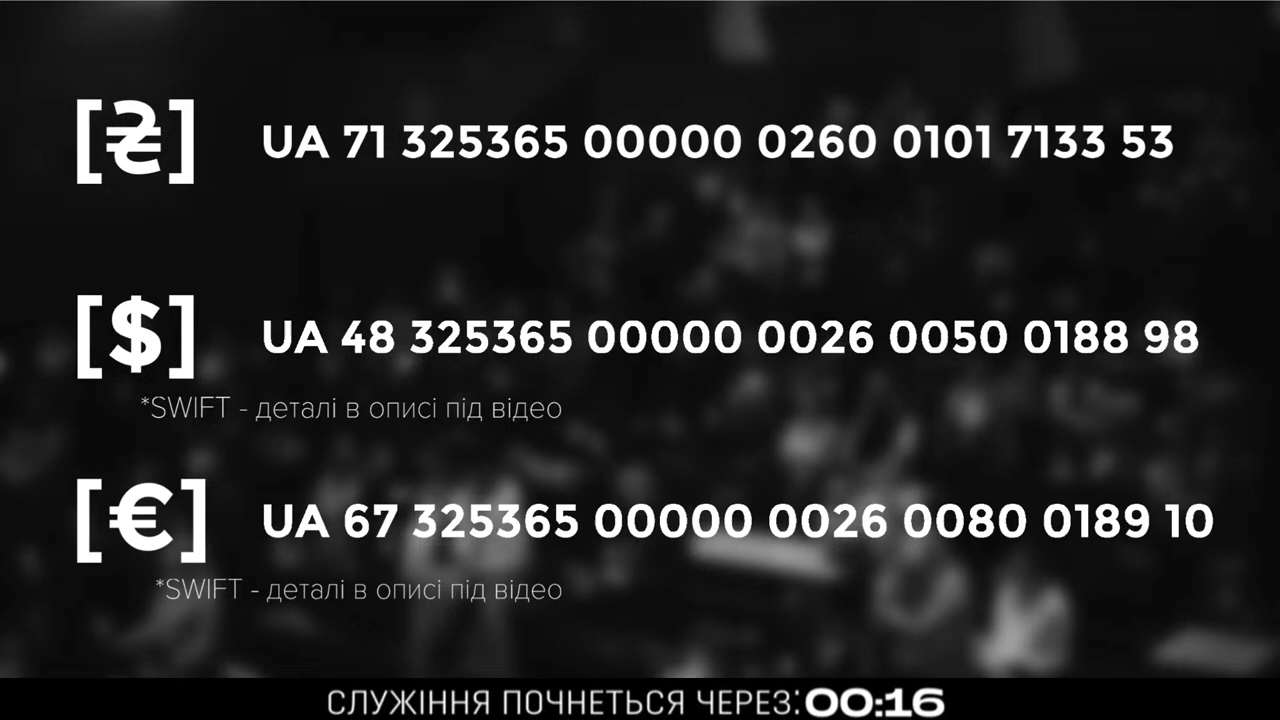 [₴] UA 71 325365 00000 0260 0101 7133 53
[$] UA 48 325365 00000 0026 0050 0188 98
*SWIFT - деталі в описі під відео
[€] UA 67 325365 00000 0026 0080 0189 10
*SWIFT - деталі в описі під відео
СЛУЖІННЯ ПОЧНЕТЬСЯ ЧЕРЕЗ: 00:16